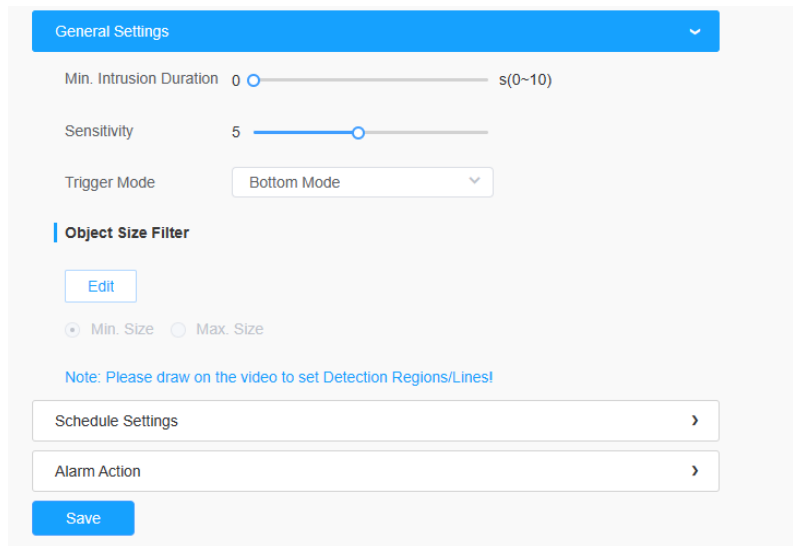 General Settings
Min. Intrusion Duration 0 s(0~10)
Sensitivity 5
Trigger Mode Bottom Mode
Object Size Filter
Edit
Min. Size Max. Size
Note: Please draw on the video to set Detection Regions/Lines!
Schedule Settings
Alarm Action
Save